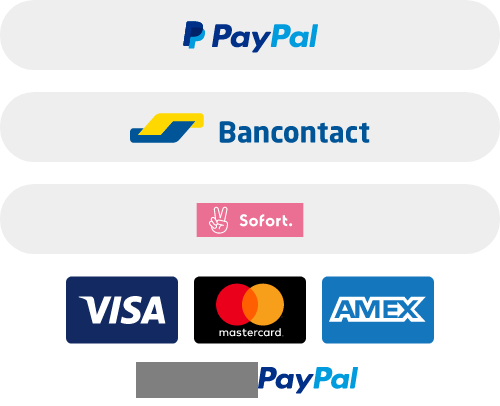 PayPal
Bancontact
Sofort.
VISA mastercard. AMEX
PayPal